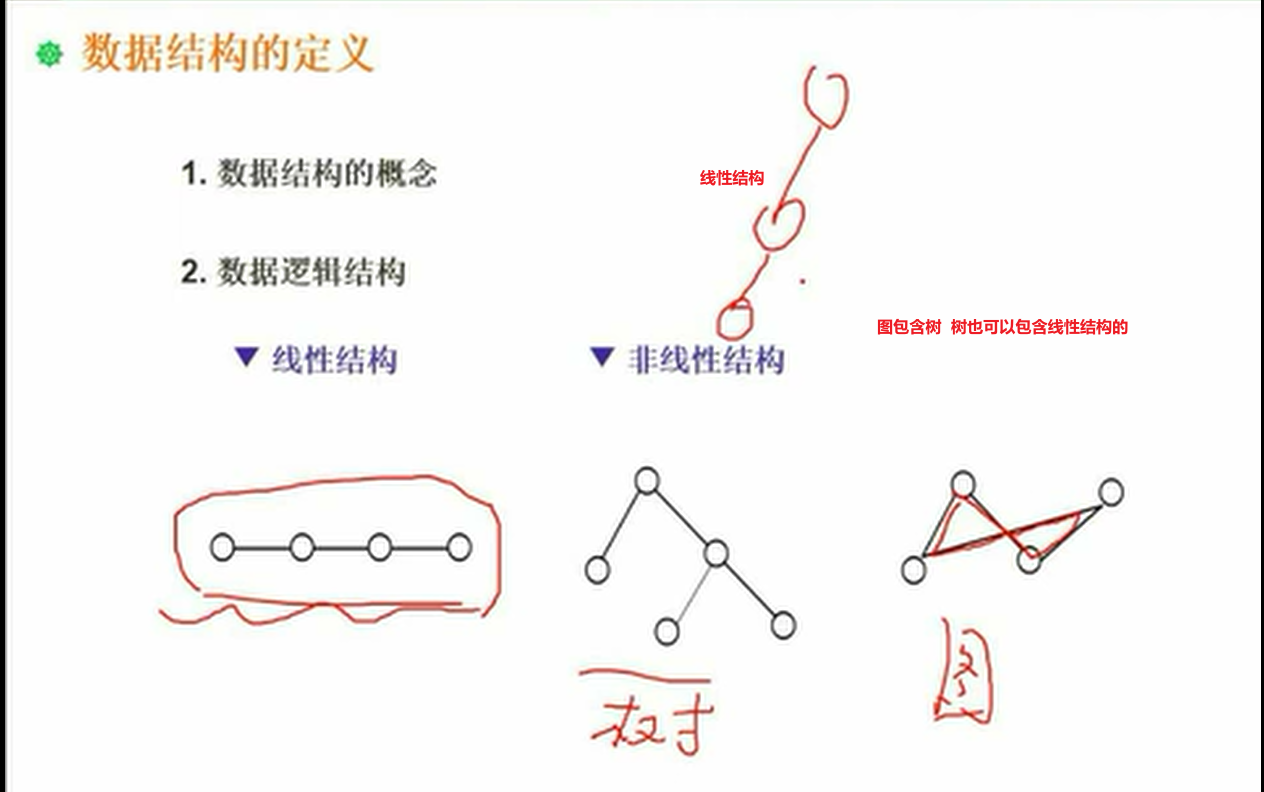 数据结构的定义
1. 数据结构的概念
线性结构
2. 数据逻辑结构
图包含树 树也可以包含线性结构的
线性结构
非线性结构
树
图